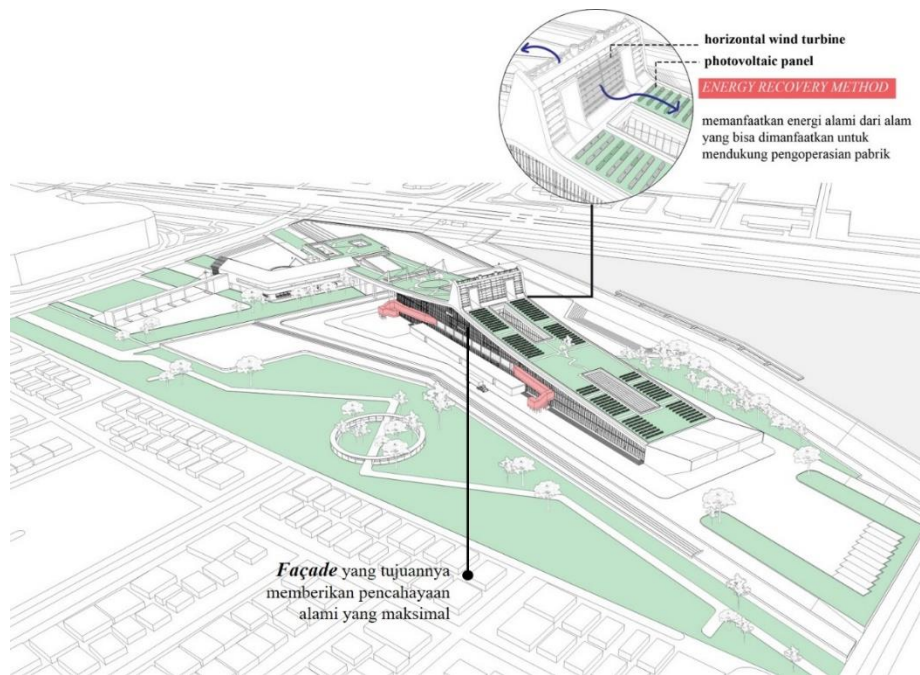 horizontal wind turbine
photovoltaic panel
ENERGY RECOVERY METHOD
memanfaatkan energi alami dari alam
yang bisa dimanfaatkan untuk
mendukung pengoperasian pabrik
Façade yang tujuannya
memberikan pencahayaan
alami yang maksimal